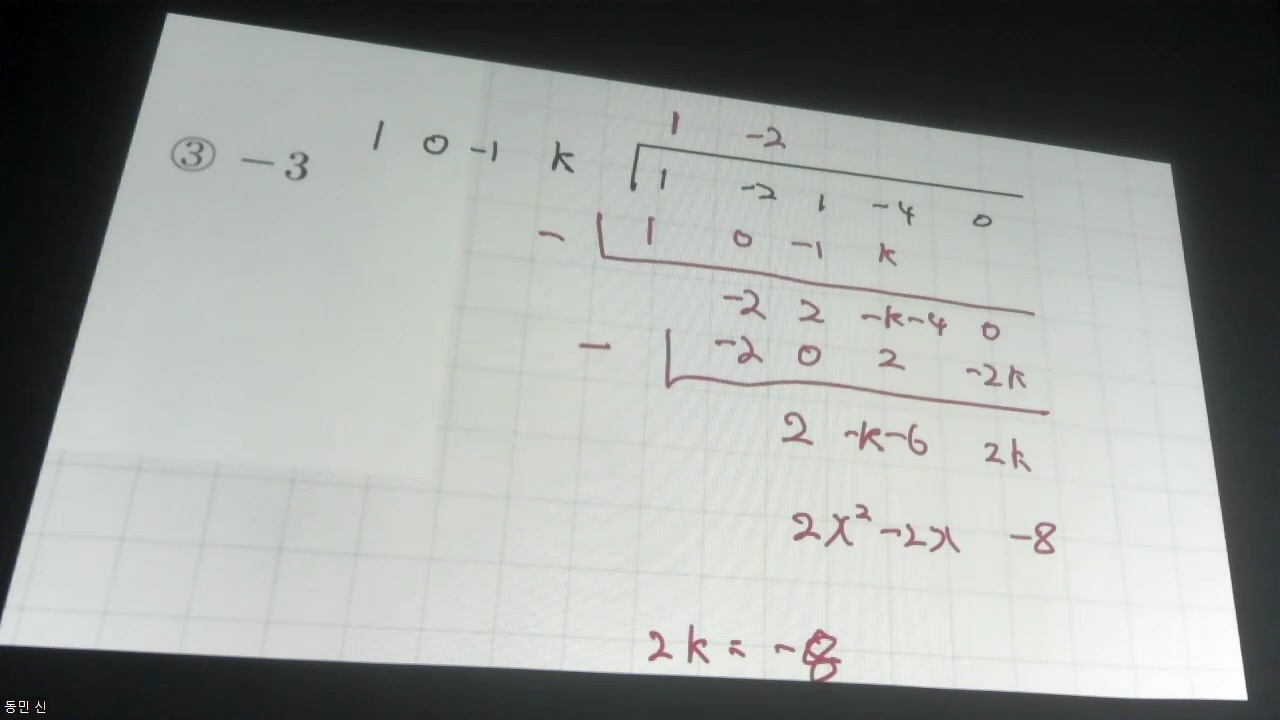 1 -2
③ -3 1 0 -1 k 1 -2 1 -4 0
- 1 0 -1 k
-2 2 -k-4 0
- -2 0 2 -2k
2 -k-6 2k
2x² -2x -8
2k = -8
동민 신